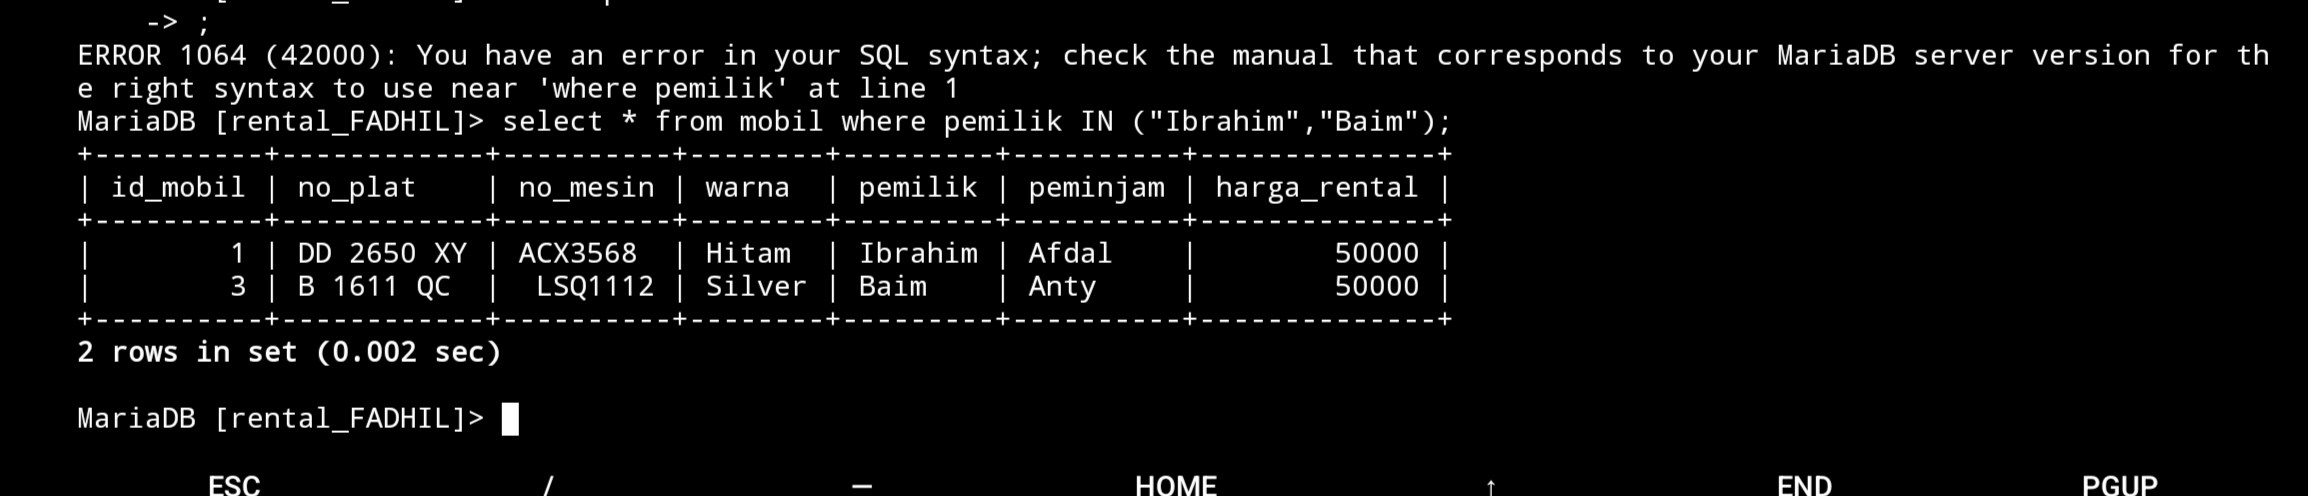 -> ;
ERROR 1064 (42000): You have an error in your SQL syntax; check the manual that corresponds to your MariaDB server version for th
e right syntax to use near 'where pemilik' at line 1
MariaDB [rental_FADHIL]> select * from mobil where pemilik IN ("Ibrahim","Baim");
+----------+------------+----------+--------+---------+----------+--------------+
| id_mobil | no_plat    | no_mesin | warna  | pemilik | peminjam | harga_rental |
+----------+------------+----------+--------+---------+----------+--------------+
|        1 | DD 2650 XY | ACX3568  | Hitam  | Ibrahim | Afdal    |        50000 |
|        3 | B 1611 QC  |  LSQ1112 | Silver | Baim    | Anty     |        50000 |
+----------+------------+----------+--------+---------+----------+--------------+
2 rows in set (0.002 sec)
MariaDB [rental_FADHIL]>
ESC / — HOME ↑ END PGUP